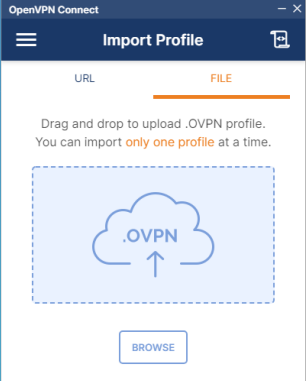 OpenVPN Connect
Import Profile
URL
FILE
Drag and drop to upload .OVPN profile.
You can import only one profile at a time.
.OVPN
BROWSE